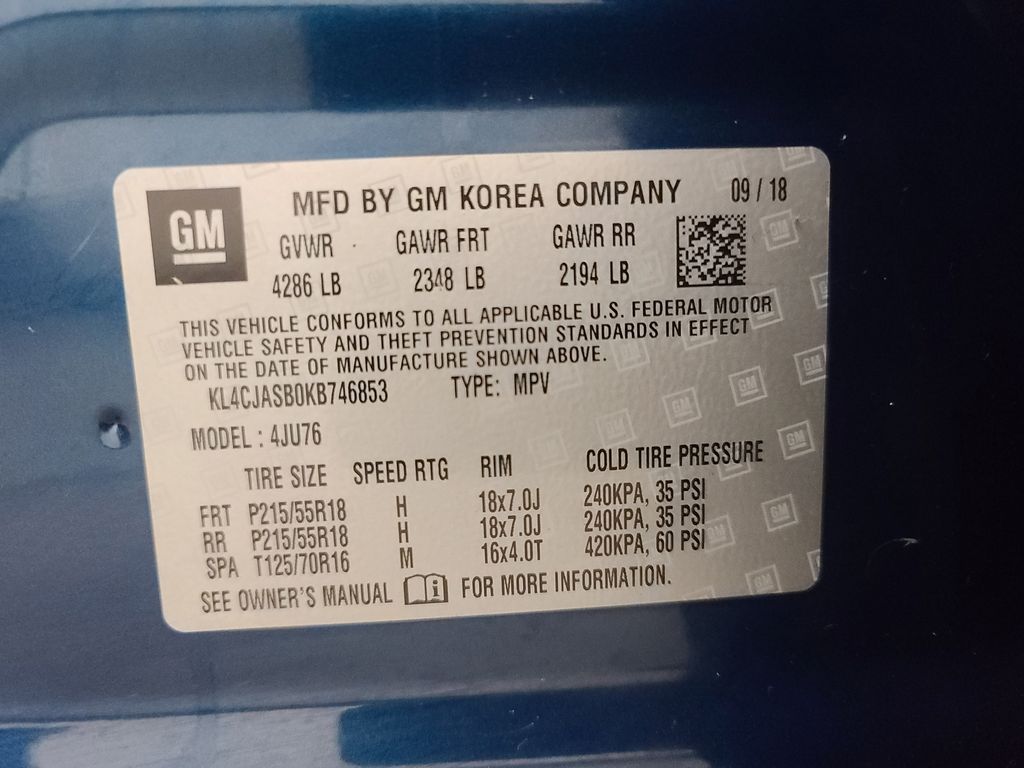 GM
MFD BY GM KOREA COMPANY 09 / 18
GVWR GAWR FRT GAWR RR
4286 LB 2348 LB 2194 LB
THIS VEHICLE CONFORMS TO ALL APPLICABLE U.S. FEDERAL MOTOR
VEHICLE SAFETY AND THEFT PREVENTION STANDARDS IN EFFECT
ON THE DATE OF MANUFACTURE SHOWN ABOVE.
KL4CJASB0KB746853 TYPE: MPV
MODEL : 4JU76
TIRE SIZE SPEED RTG RIM COLD TIRE PRESSURE
FRT P215/55R18 H 18x7.0J 240KPA, 35 PSI
RR P215/55R18 H 18x7.0J 240KPA, 35 PSI
SPA T125/70R16 M 16x4.0T 420KPA, 60 PSI
SEE OWNER'S MANUAL FOR MORE INFORMATION.